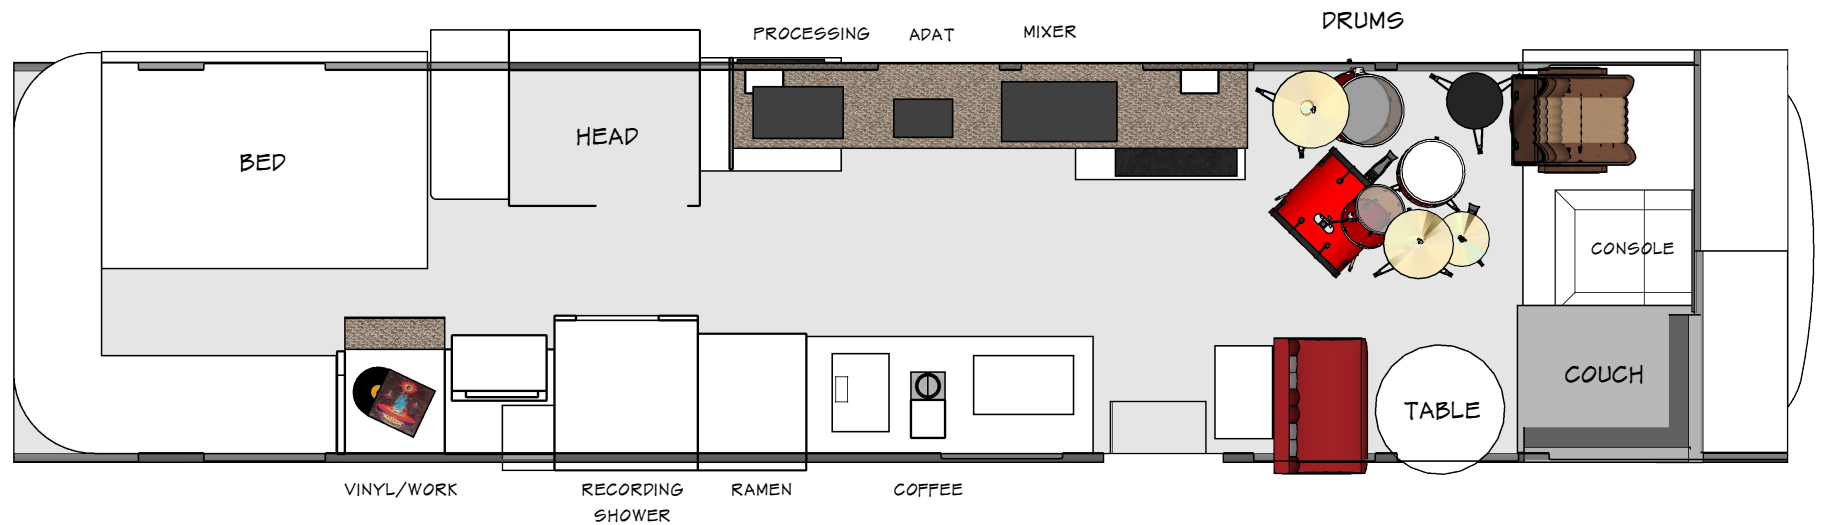 DRUMS
PROCESSING
ADAT
MIXER
BED
HEAD
CONSOLE
COUCH
TABLE
VINYL/WORK
RECORDING
SHOWER
RAMEN
COFFEE